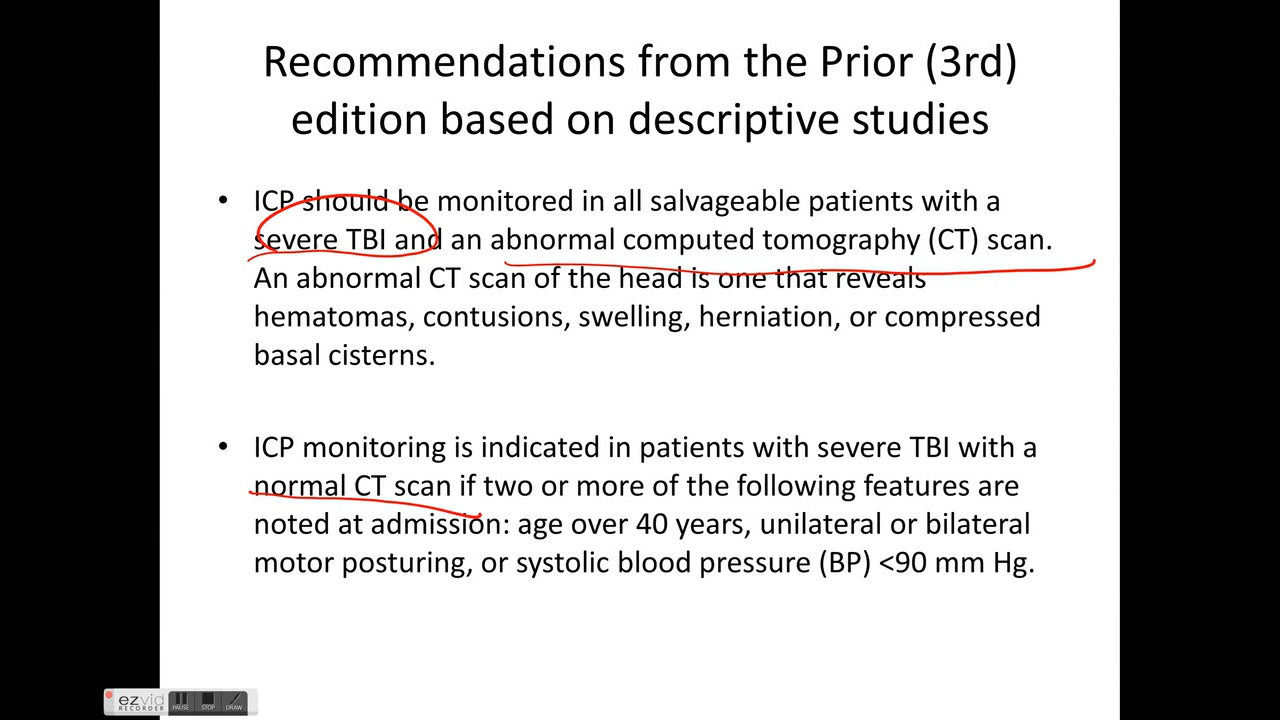 Recommendations from the Prior (3rd)
edition based on descriptive studies
• ICP should be monitored in all salvageable patients with a
severe TBI and an abnormal computed tomography (CT) scan.
An abnormal CT scan of the head is one that reveals
hematomas, contusions, swelling, herniation, or compressed
basal cisterns.
• ICP monitoring is indicated in patients with severe TBI with a
normal CT scan if two or more of the following features are
noted at admission: age over 40 years, unilateral or bilateral
motor posturing, or systolic blood pressure (BP) <90 mm Hg.
ezvid
RECORDER
PAUSE STOP DRAW